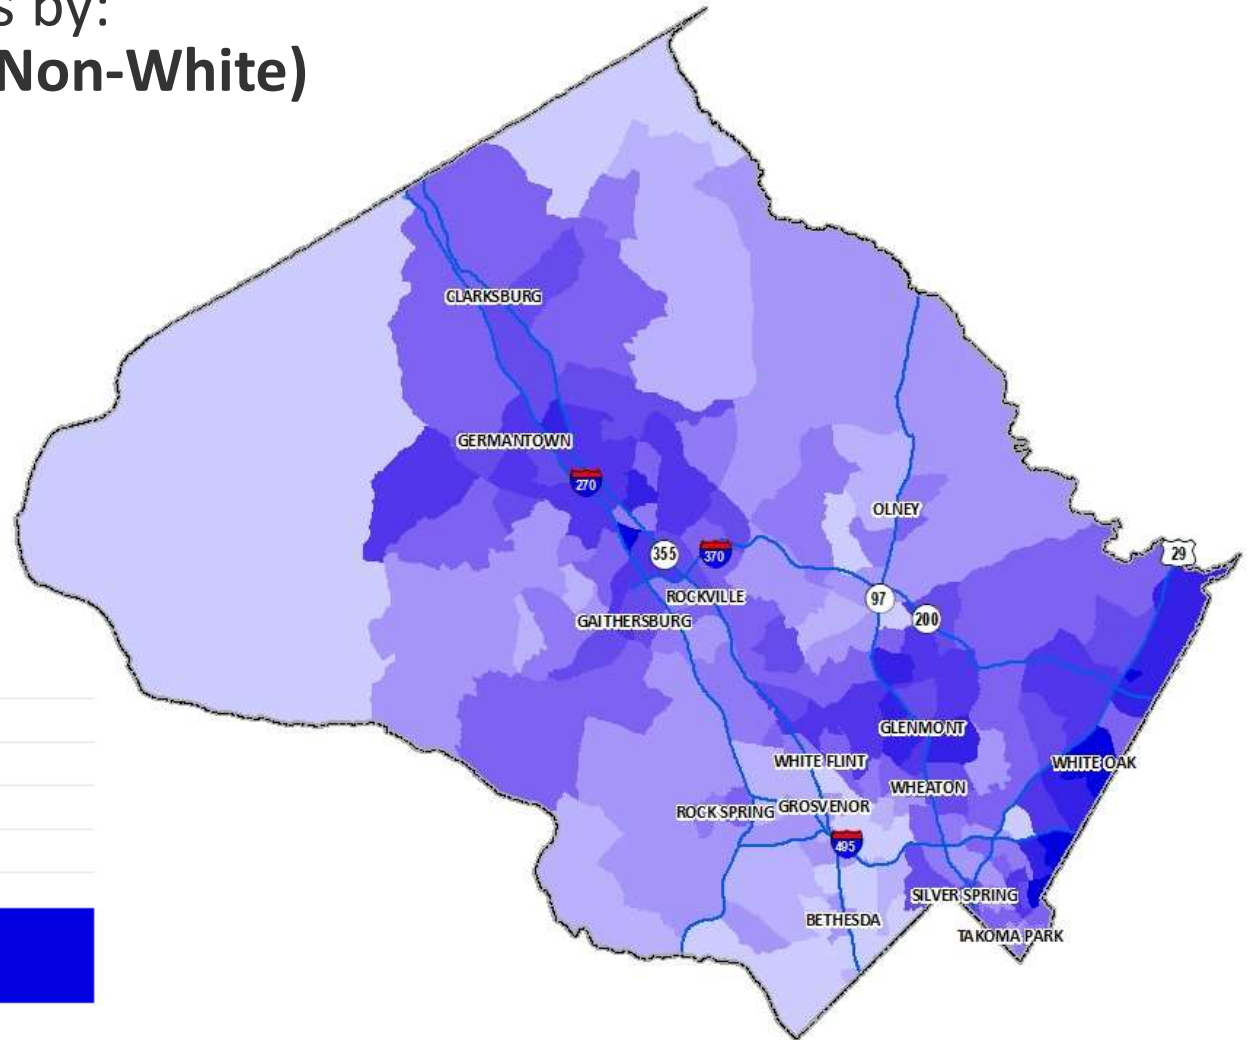 s by:
Non-White)
CLARKSBURG
GERMANTOWN
270
OLNEY
355
370
29
ROCKVILLE
97
200
GAITHERSBURG
GLENMONT
WHITE FLINT
WHITE OAK
WHEATON
ROCK SPRING
GROSVENOR
495
SILVER SPRING
BETHESDA
TAKOMA PARK